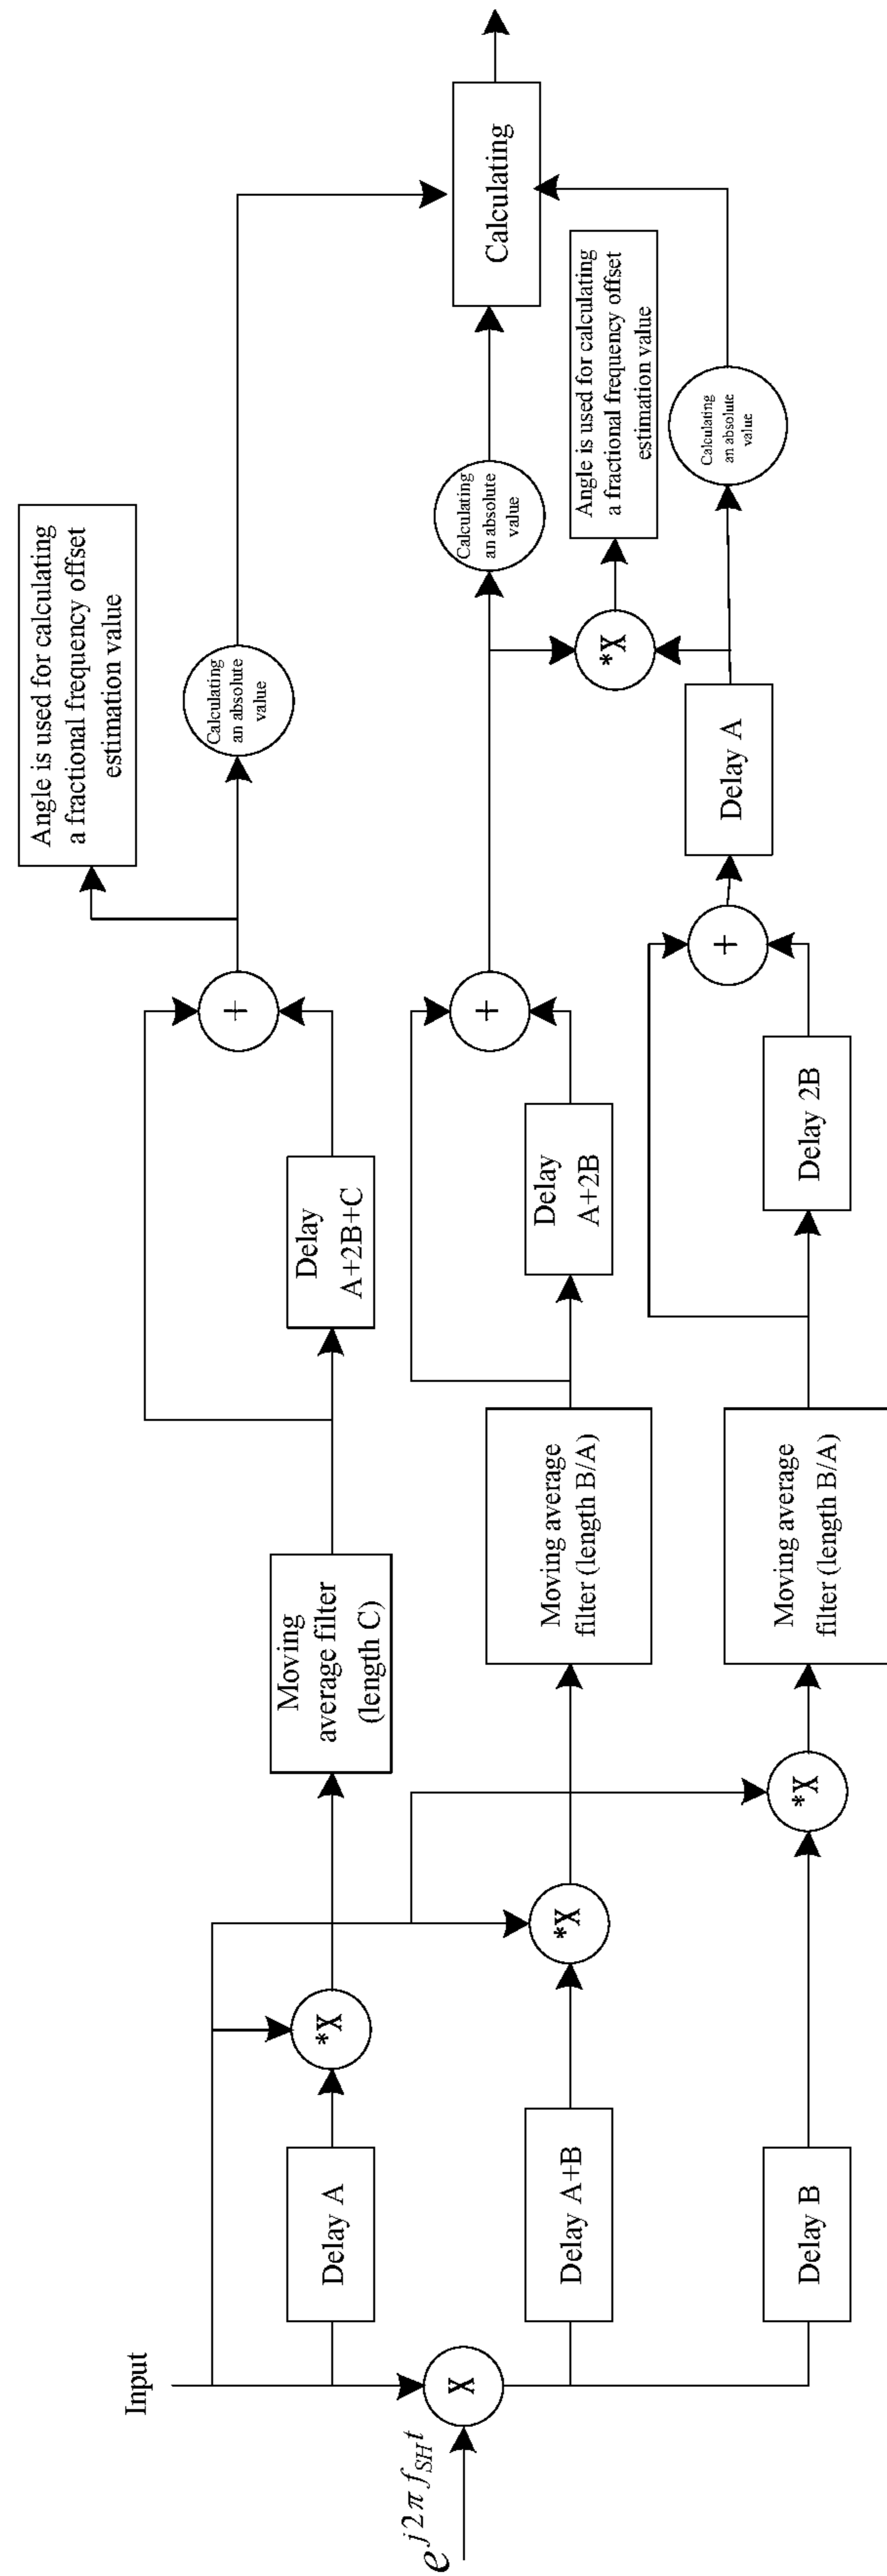 Input
e^{j2πf_{SH}t}
X
Delay A
Delay A+B
Delay B
*X
*X
*X
Moving
average filter
(length C)
Moving average
filter (length B/A)
Moving average
filter (length B/A)
Delay
A+2B+C
Delay
A+2B
Delay 2B
+
+
+
Delay A
Angle is used for calculating
a fractional frequency offset
estimation value
Calculating
an absolute
value
Calculating
an absolute
value
*X
Angle is used for calculating
a fractional frequency offset
estimation value
Calculating
an absolute
value
Calculating